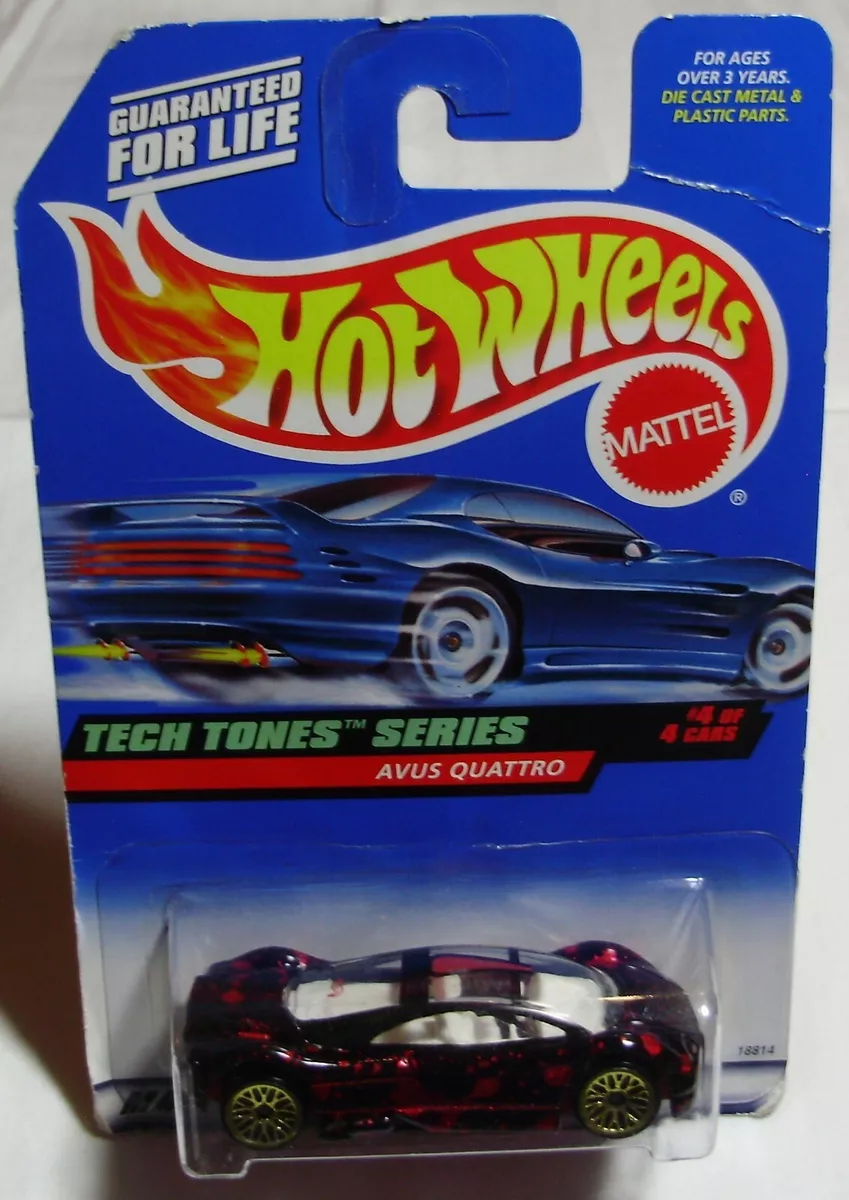 GUARANTEED
FOR LIFE
FOR AGES
OVER 3 YEARS.
DIE CAST METAL &
PLASTIC PARTS.
HOT WHEELS
MATTEL
®
TECH TONES™ SERIES
#4 OF
4 CARS
AVUS QUATTRO
18814